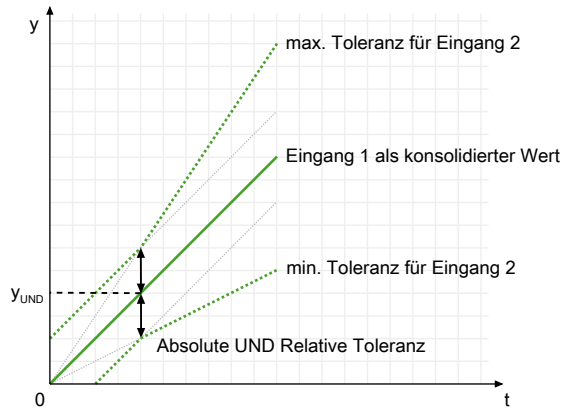 y
max. Toleranz für Eingang 2
Eingang 1 als konsolidierter Wert
min. Toleranz für Eingang 2
yUND
Absolute UND Relative Toleranz
0
t